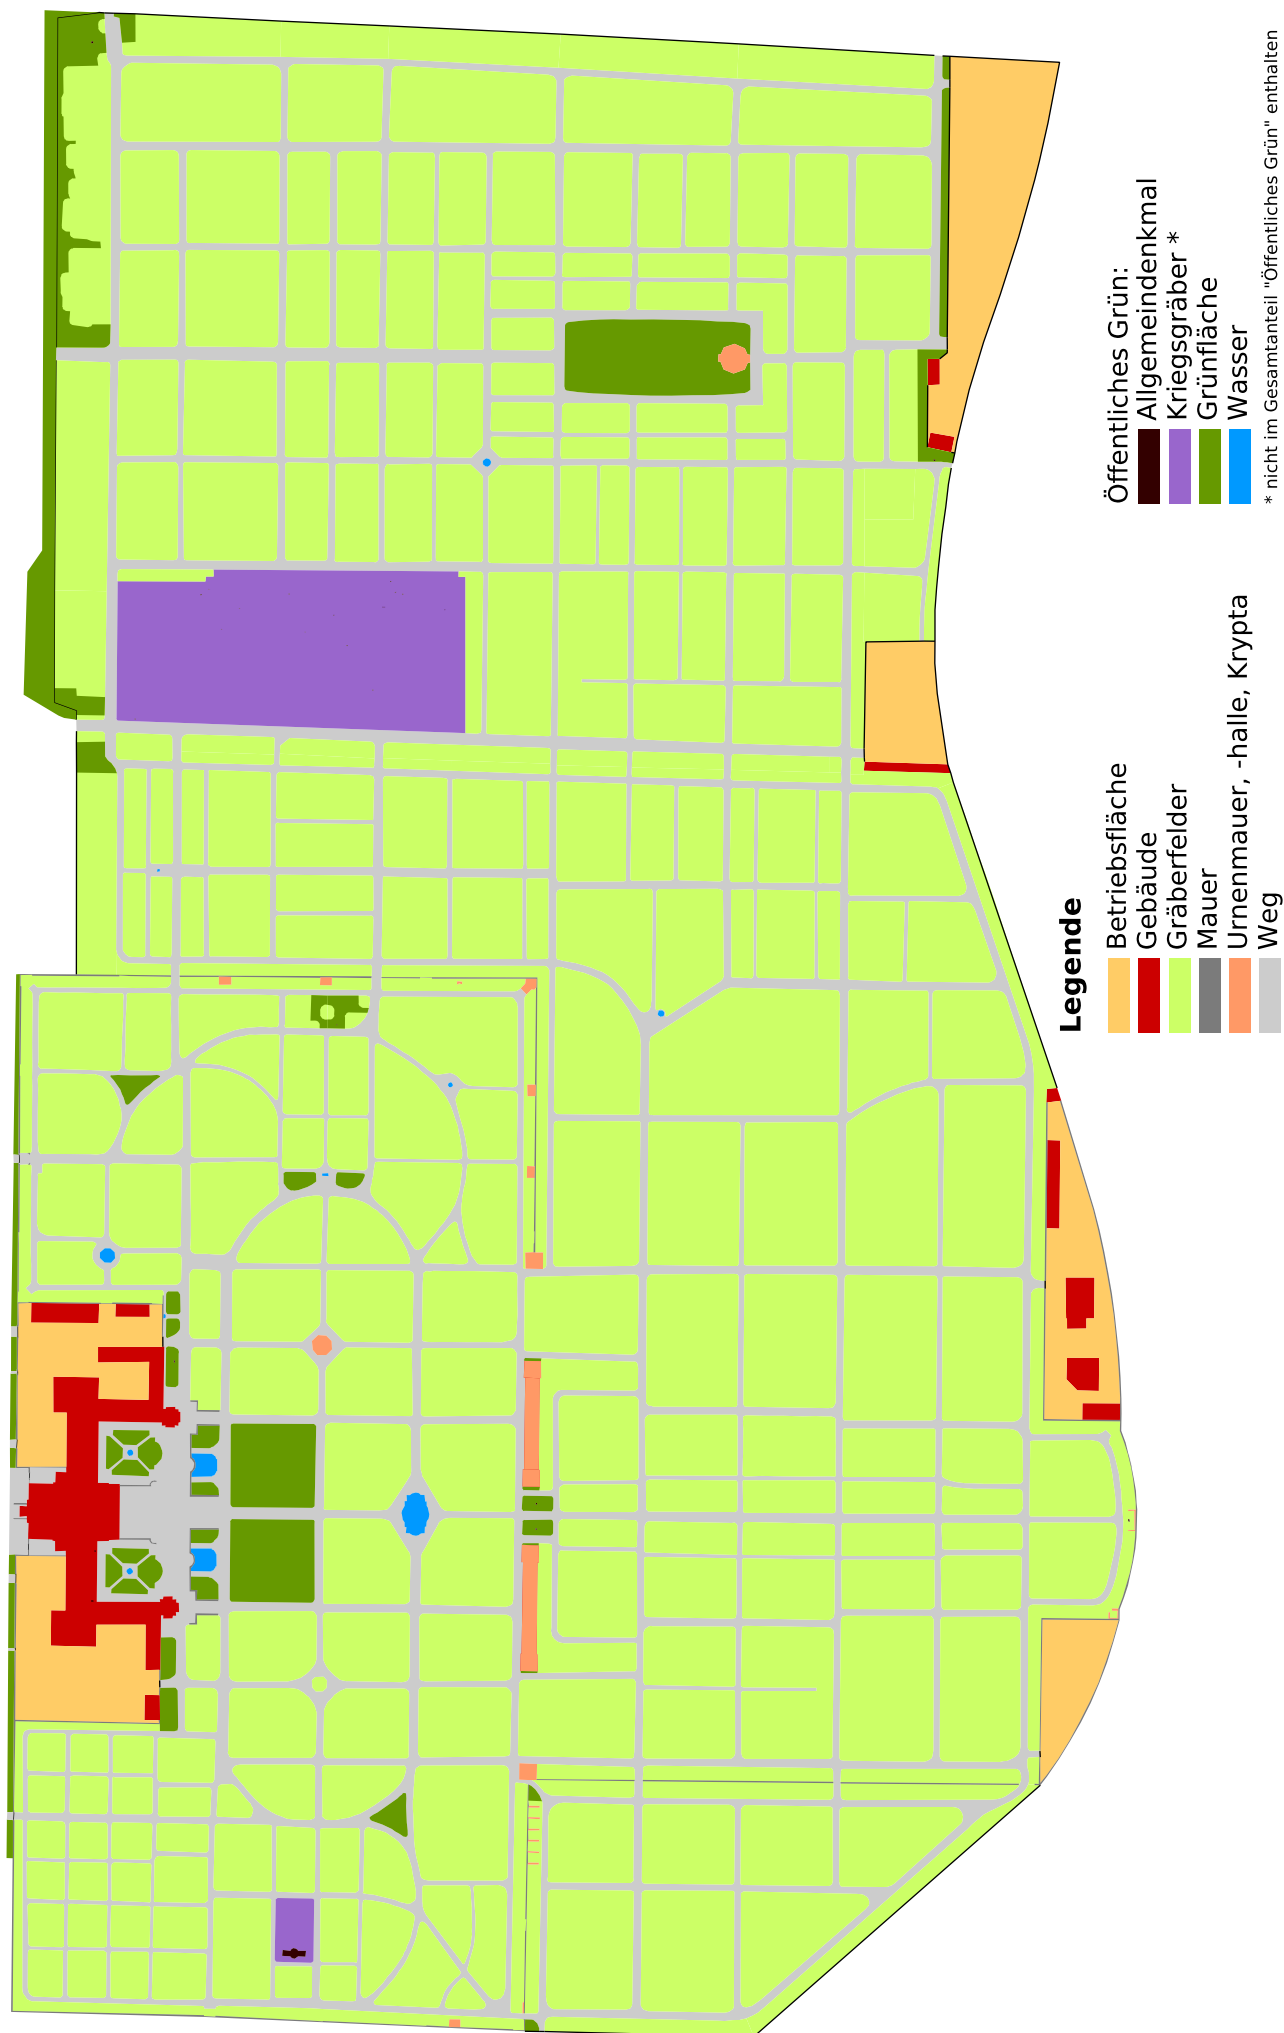 Legende
Betriebsfläche
Gebäude
Gräberfelder
Mauer
Urnenmauer, -halle, Krypta
Weg
Öffentliches Grün:
Allgemeindenkmal
Kriegsgräber *
Grünfläche
Wasser
* nicht im Gesamtanteil "Öffentliches Grün" enthalten